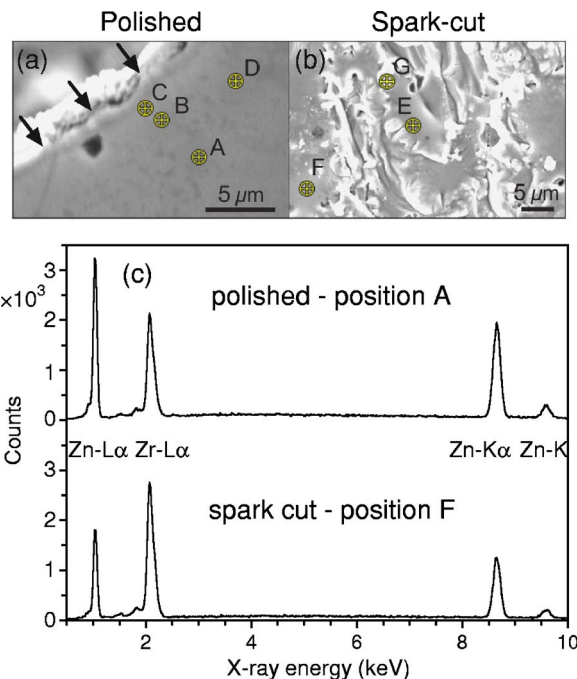 Polished Spark-cut
(a) (b)
D
C
B
A
G
E
F
5 µm 5 µm
(c)
×10³
3
2
1
0
polished - position A
Zn-Lα Zr-Lα Zn-Kα Zn-K
3
2
1
0
spark cut - position F
Counts
2 4 6 8 10
X-ray energy (keV)